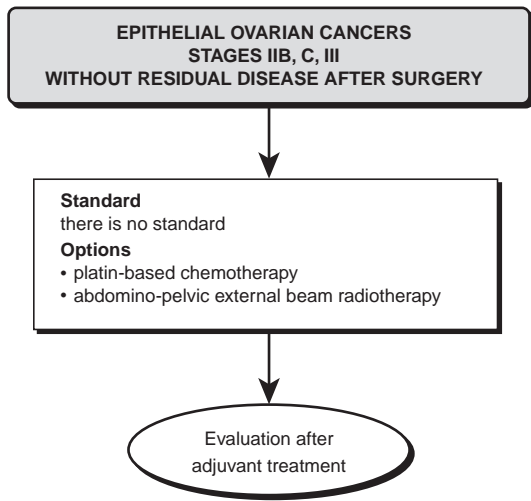 EPITHELIAL OVARIAN CANCERS
STAGES IIB, C, III
WITHOUT RESIDUAL DISEASE AFTER SURGERY
Standard
there is no standard
Options
• platin-based chemotherapy
• abdomino-pelvic external beam radiotherapy
Evaluation after
adjuvant treatment